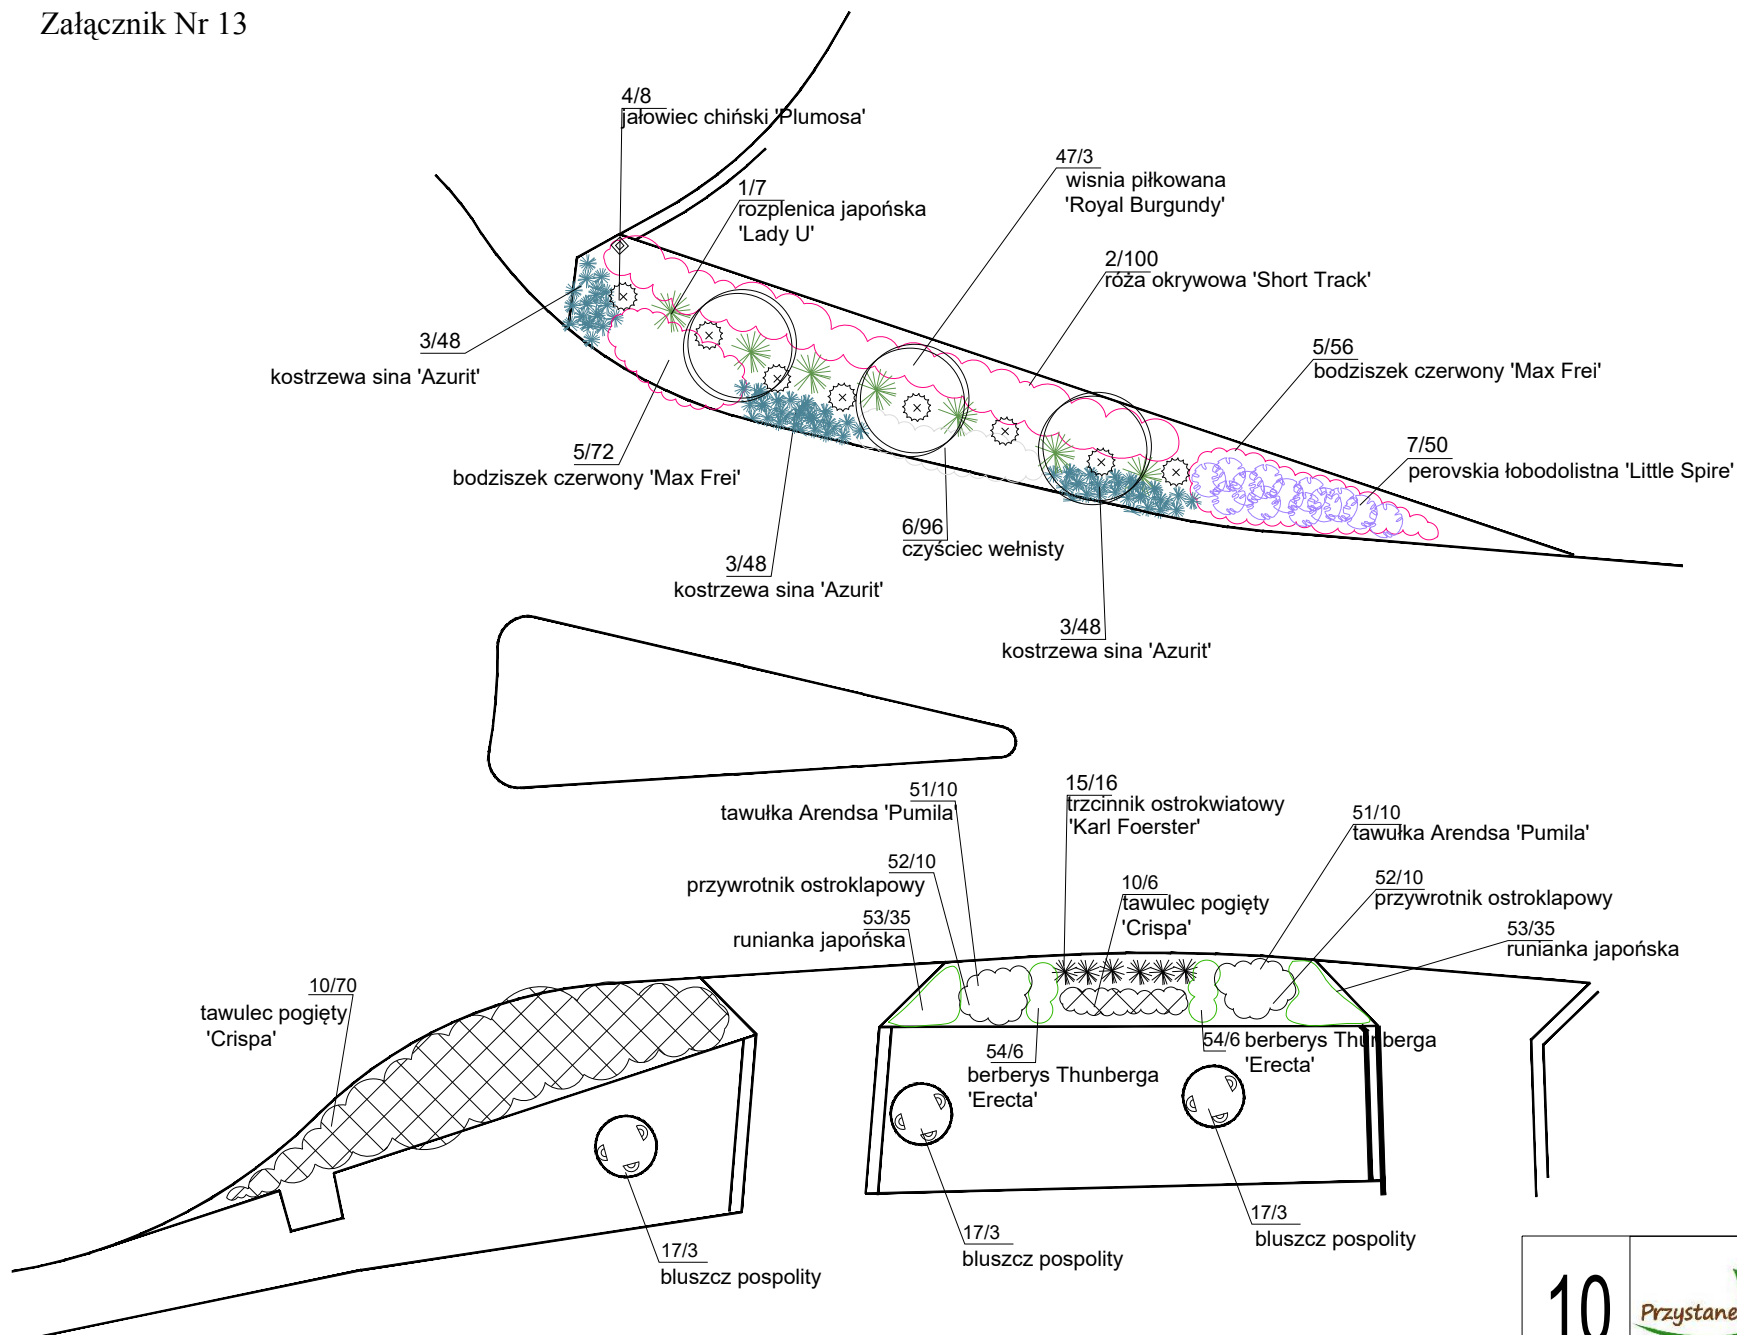 Załącznik Nr 13
4/8
jałowiec chiński 'Plumosa'
47/3
wisnia piłkowana
'Royal Burgundy'
1/7
rozplenica japońska
'Lady U'
2/100
róża okrywowa 'Short Track'
3/48
kostrzewa sina 'Azurit'
5/56
bodziszek czerwony 'Max Frei'
5/72
bodziszek czerwony 'Max Frei'
7/50
perovskia łobodolistna 'Little Spire'
6/96
czyściec wełnisty
3/48
kostrzewa sina 'Azurit'
3/48
kostrzewa sina 'Azurit'
51/10
tawułka Arendsa 'Pumila'
15/16
trzcinnik ostrokwiatowy
'Karl Foerster'
51/10
tawułka Arendsa 'Pumila'
52/10
przywrotnik ostroklapowy
10/6
tawulec pogięty
'Crispa'
52/10
przywrotnik ostroklapowy
53/35
runianka japońska
53/35
runianka japońska
10/70
tawulec pogięty
'Crispa'
54/6
berberys Thunberga
'Erecta'
54/6 berberys Thunberga
'Erecta'
17/3
bluszcz pospolity
17/3
bluszcz pospolity
17/3
bluszcz pospolity
10
Przystane